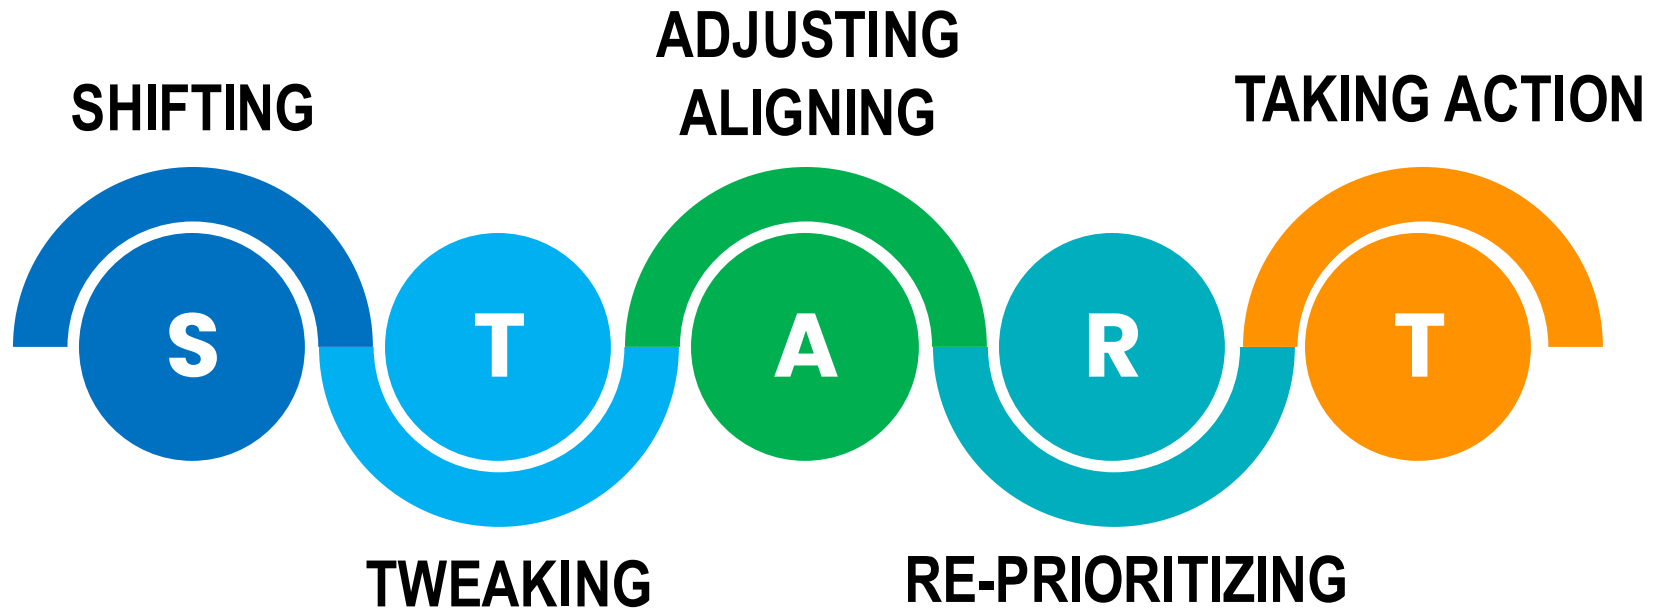 ADJUSTING
ALIGNING
SHIFTING
TAKING ACTION
S T A R T
TWEAKING
RE-PRIORITIZING